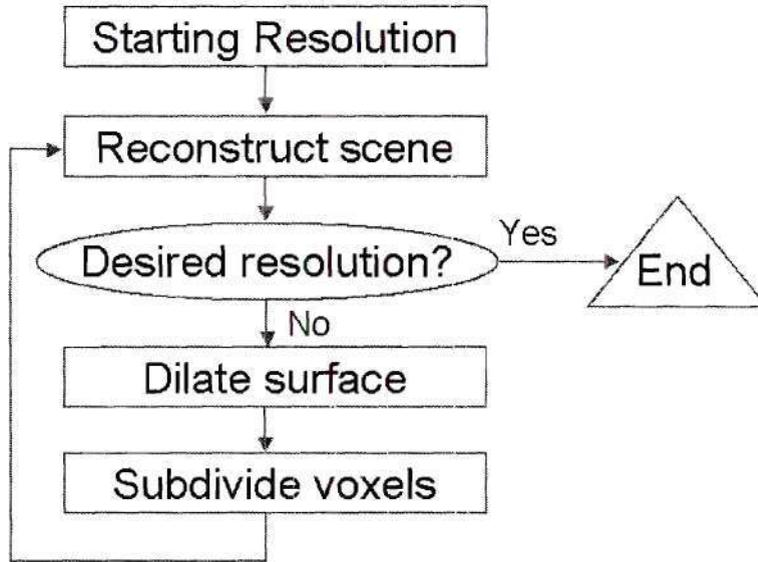 Starting Resolution
Reconstruct scene
Desired resolution?
Yes
End
No
Dilate surface
Subdivide voxels